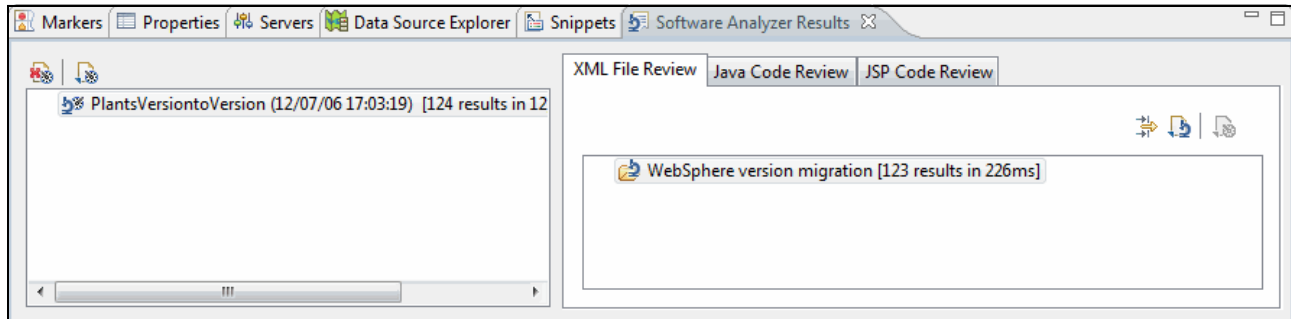 Markers Properties Servers Data Source Explorer Snippets Software Analyzer Results
PlantsVersiontoVersion (12/07/06 17:03:19) [124 results in 12
XML File Review Java Code Review JSP Code Review
WebSphere version migration [123 results in 226ms]